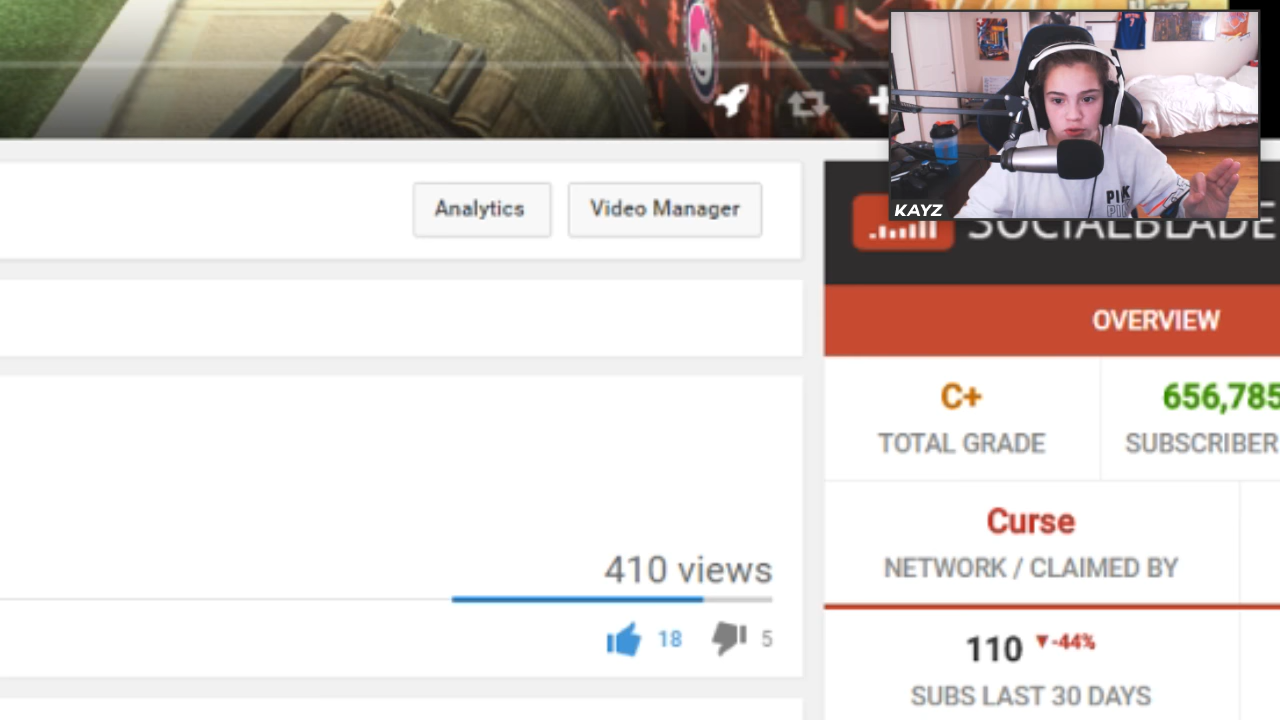 KAYZ
PINK
Analytics
Video Manager
SOCIALBLADE
OVERVIEW
C+
TOTAL GRADE
656,785
SUBSCRIBER
Curse
NETWORK / CLAIMED BY
410 views
18
5
110 ▼-44%
SUBS LAST 30 DAYS